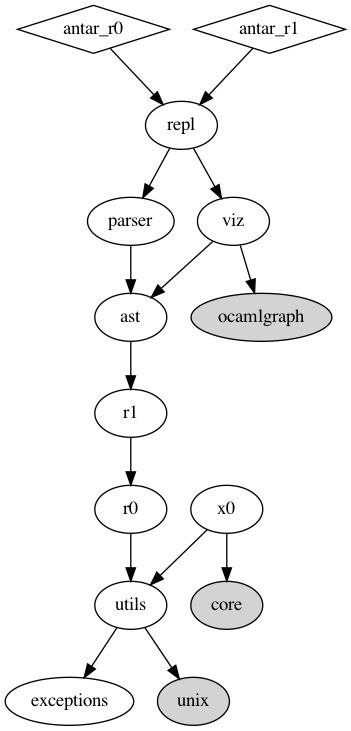 antar_r0
antar_r1
repl
parser
viz
ast
ocamlgraph
r1
r0
x0
utils
core
exceptions
unix